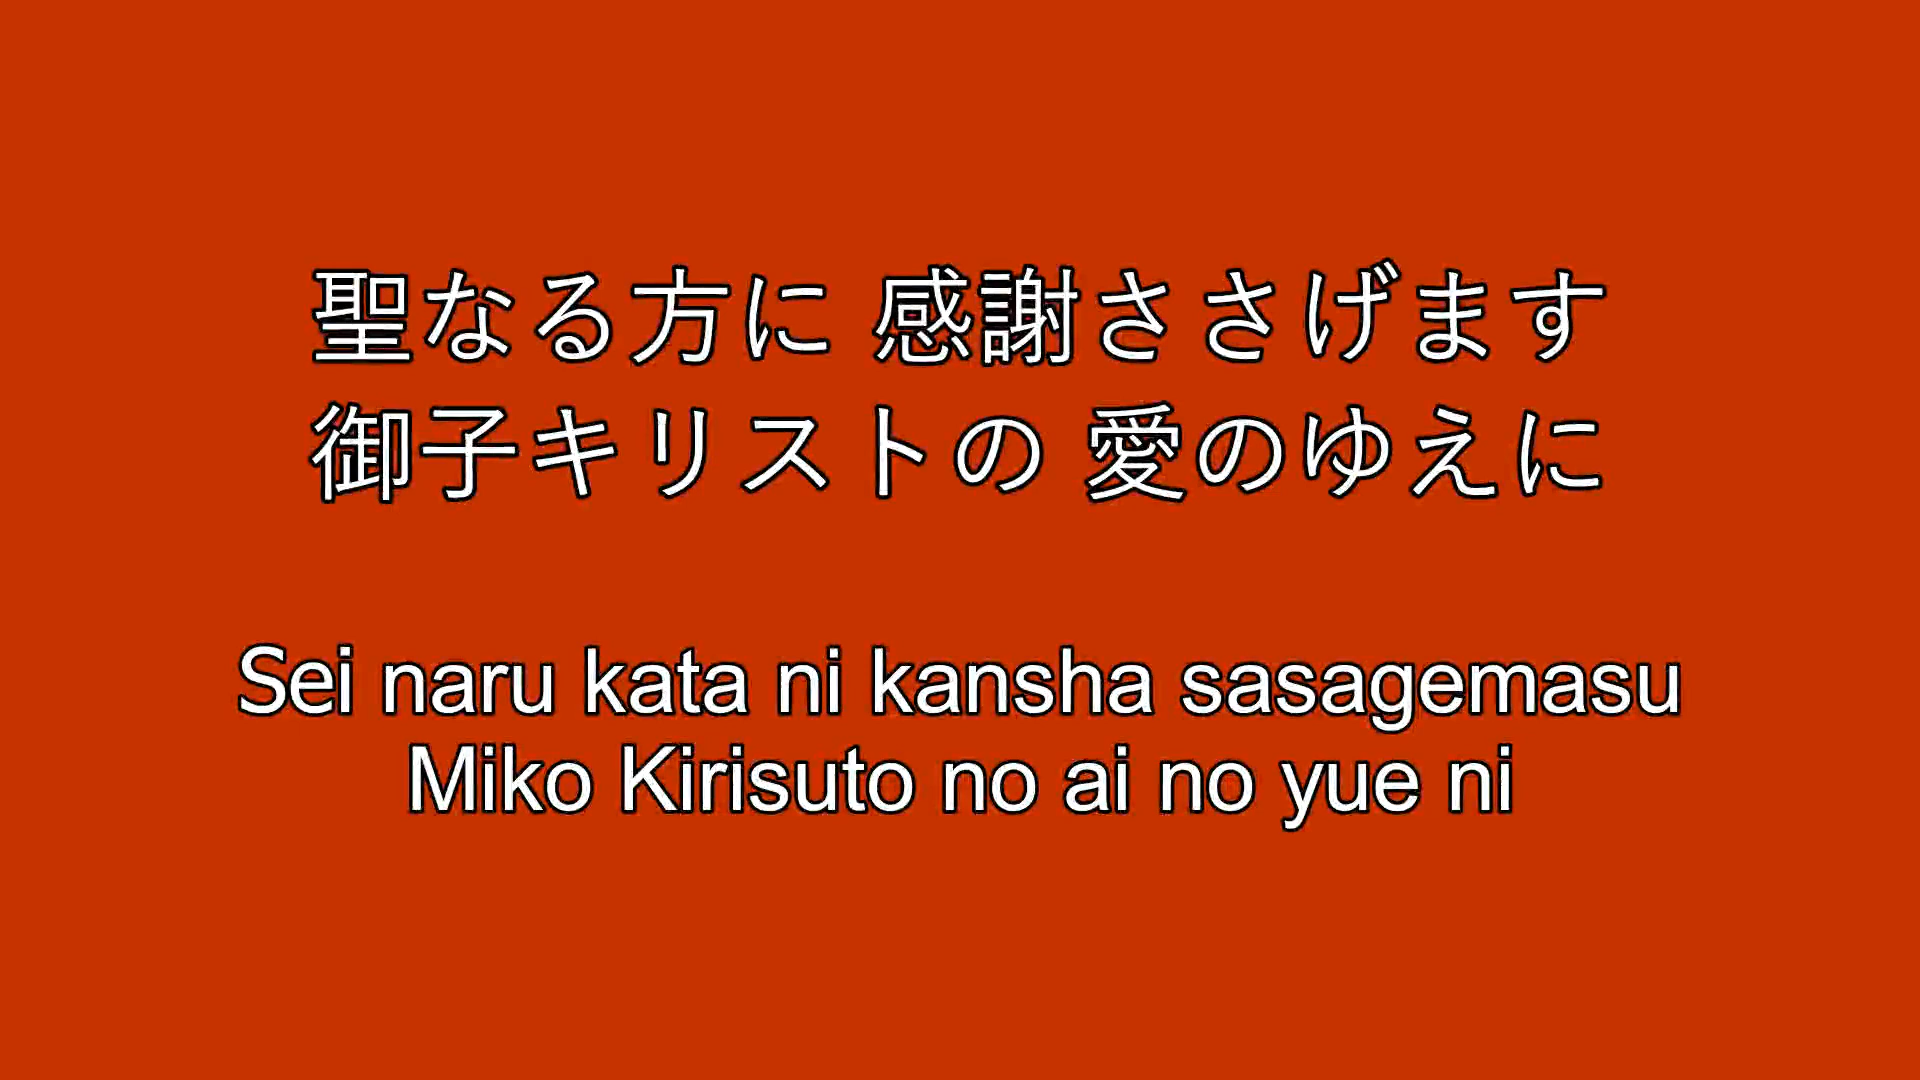 聖なる方に 感謝ささげます
御子キリストの 愛のゆえに
Sei naru kata ni kansha sasagemasu
Miko Kirisuto no ai no yue ni